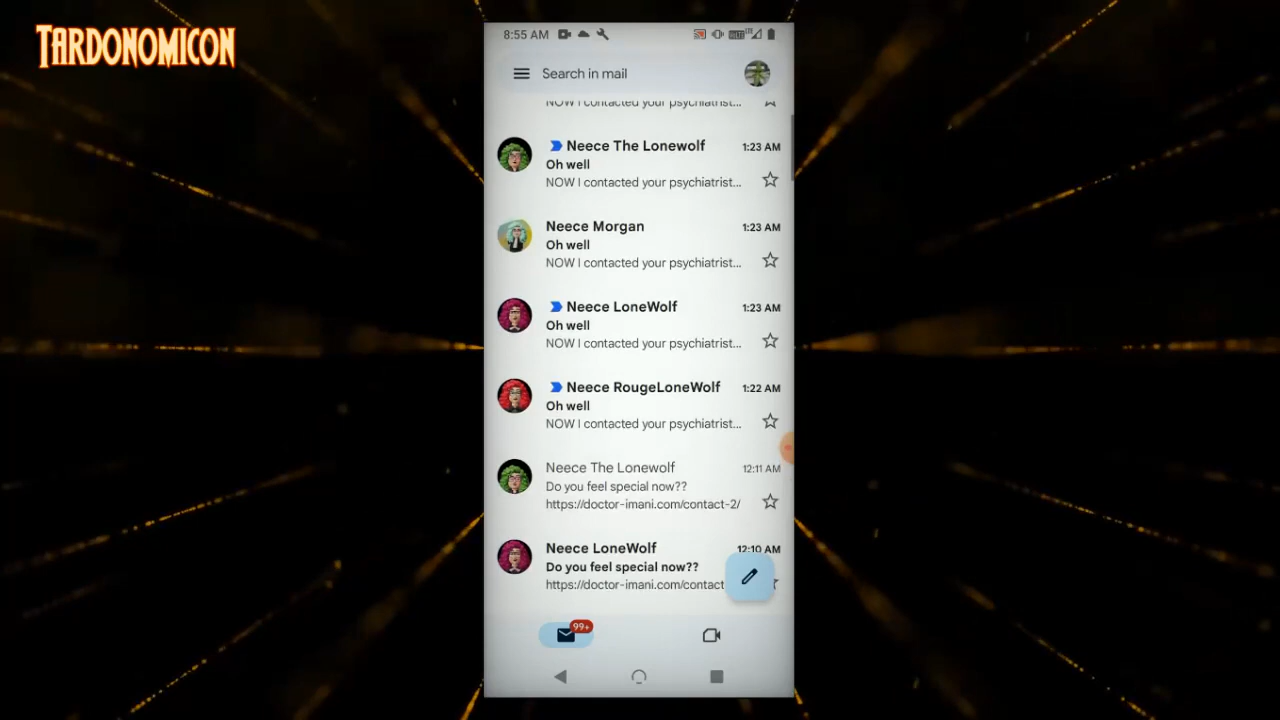 TARDONOMICON
8:55 AM
Search in mail
NOW I contacted your psychiatrist...
Neece The Lonewolf 1:23 AM
Oh well
NOW I contacted your psychiatrist...
Neece Morgan 1:23 AM
Oh well
NOW I contacted your psychiatrist...
Neece LoneWolf 1:23 AM
Oh well
NOW I contacted your psychiatrist...
Neece RougeLoneWolf 1:22 AM
Oh well
NOW I contacted your psychiatrist...
Neece The Lonewolf 12:11 AM
Do you feel special now??
https://doctor-imani.com/contact-2/
Neece LoneWolf 12:10 AM
Do you feel special now??
https://doctor-imani.com/contact
99+